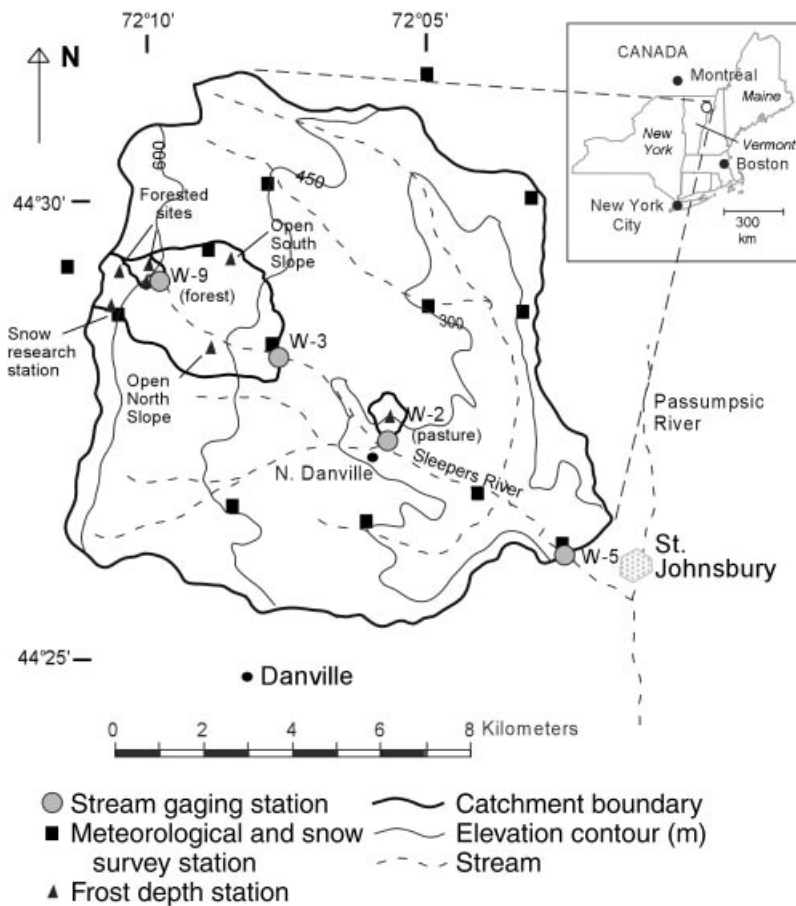 72°10'
72°05'
N
CANADA
Montréal
Maine
New
York
Vermont
Boston
New York
City
300
km
44°30'
600
450
Forested
sites
Open
South
Slope
W-9
(forest)
300
Snow
research
station
W-3
Open
North
Slope
W-2
(pasture)
Passumpsic
River
N. Danville
Sleepers River
W-5
St.
Johnsbury
44°25'
Danville
0 2 4 6 8 Kilometers
Stream gaging station
Meteorological and snow
survey station
Frost depth station
Catchment boundary
Elevation contour (m)
Stream